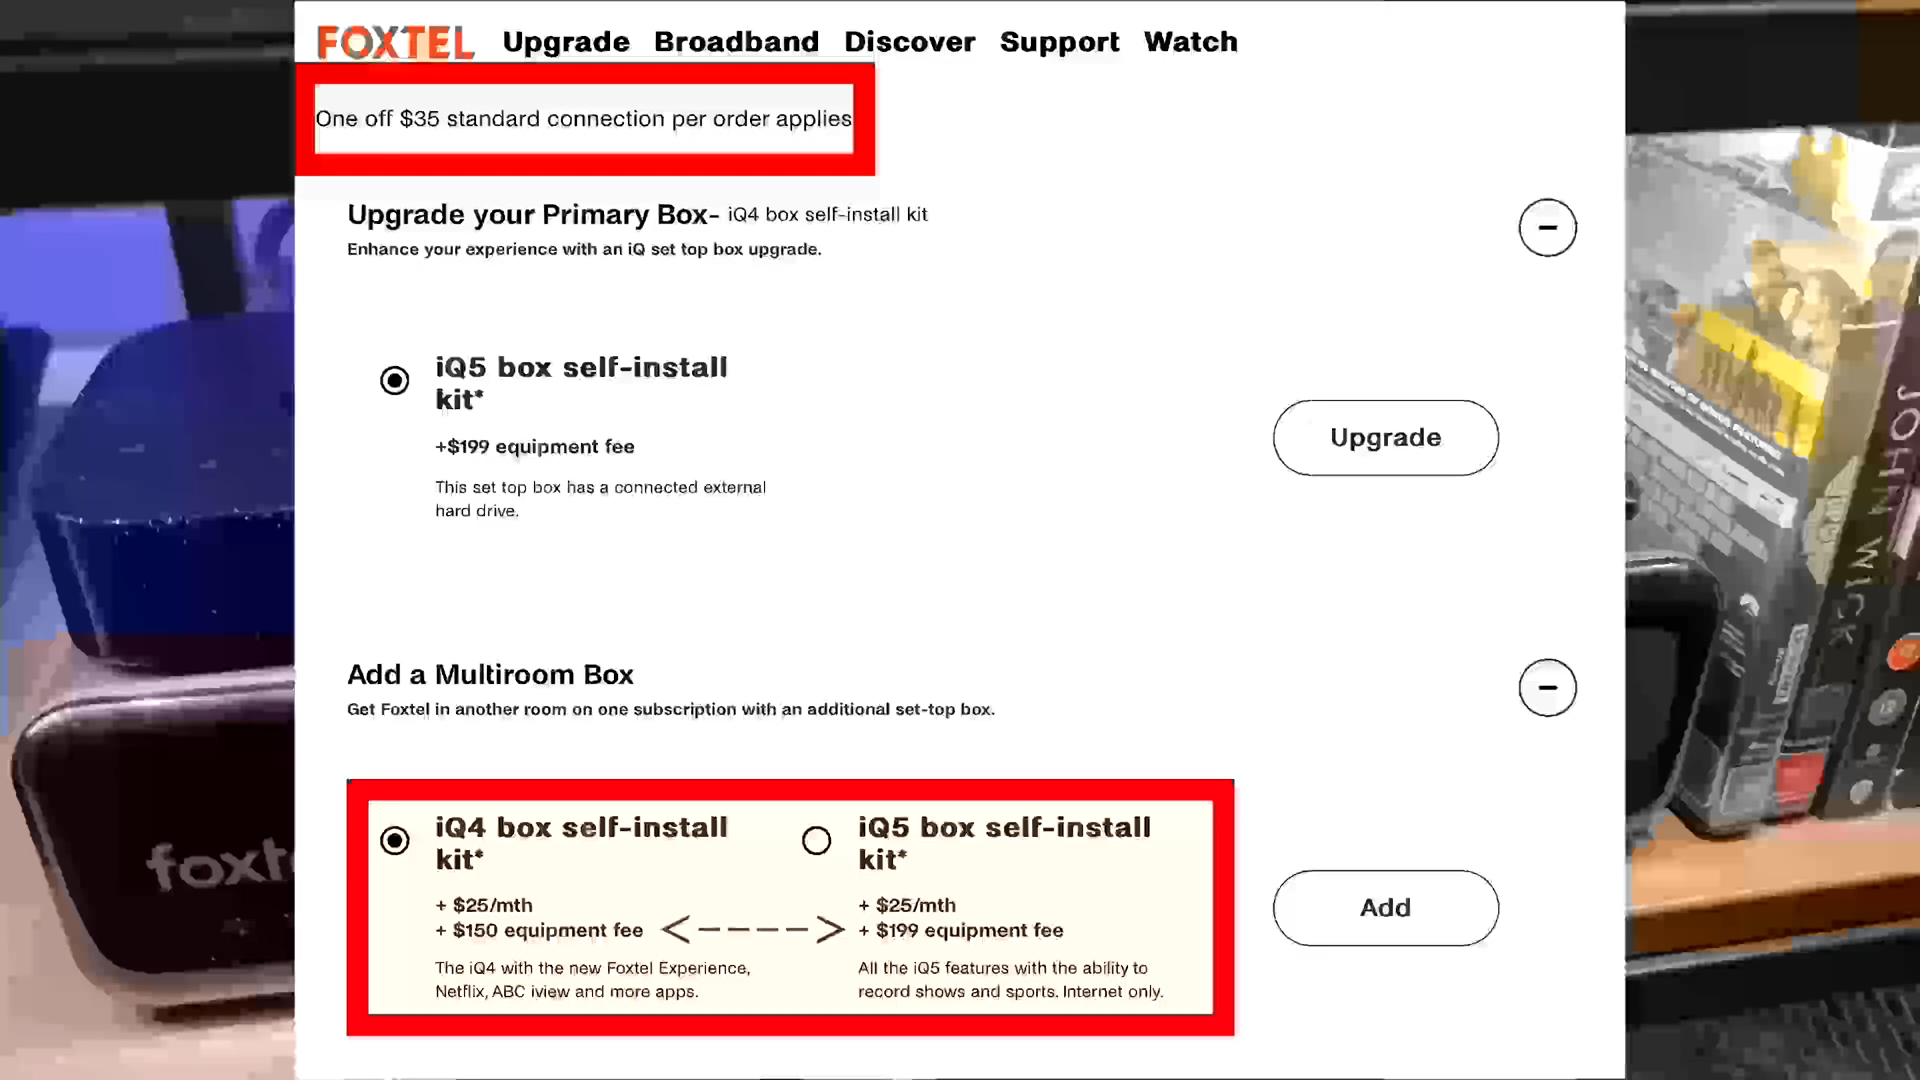 FOXTEL Upgrade Broadband Discover Support Watch
One off $35 standard connection per order applies
Upgrade your Primary Box- iQ4 box self-install kit
Enhance your experience with an iQ set top box upgrade.
iQ5 box self-install
kit*
+$199 equipment fee
Upgrade
This set top box has a connected external
hard drive.
Add a Multiroom Box
Get Foxtel in another room on one subscription with an additional set-top box.
iQ4 box self-install
kit*
+ $25/mth
+ $150 equipment fee
The iQ4 with the new Foxtel Experience,
Netflix, ABC iview and more apps.
iQ5 box self-install
kit*
+ $25/mth
+ $199 equipment fee
All the iQ5 features with the ability to
record shows and sports. Internet only.
Add
foxt
JOHN WICK